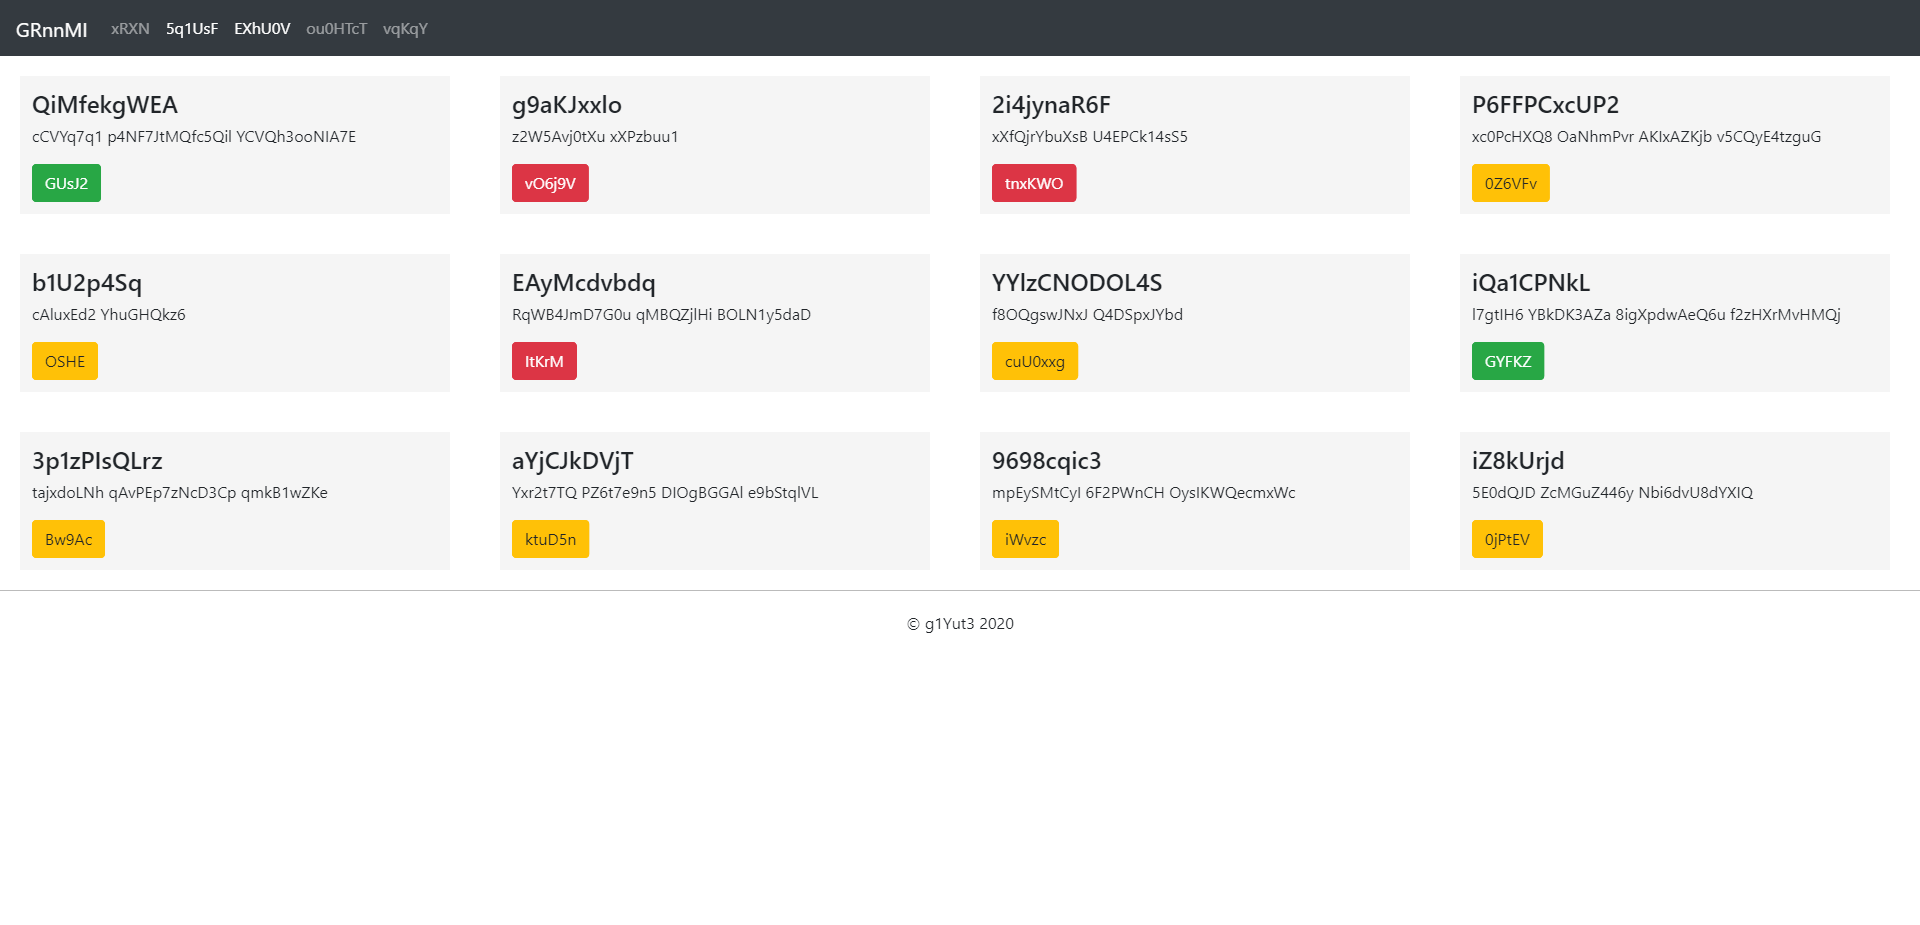 GRnnMI xRXN 5q1UsF EXhU0V ou0HTcT vqKqY
QiMfekgWEA
cCVYq7q1 p4NF7JtMQfc5Qil YCVQh3ooNIA7E
GUsJ2
g9aKJxxlo
z2W5Avj0tXu xXPzbuu1
vO6j9V
2i4jynaR6F
xXfQjrYbuXsB U4EPCk14sS5
tnxKWO
P6FFPCxcUP2
xc0PcHXQ8 OaNhmPvr AKIxAZKjb v5CQyE4tzguG
0Z6VFv
b1U2p4Sq
cAluxEd2 YhuGHQkz6
OSHE
EAyMcdvbdq
RqWB4JmD7G0u qMBQZjlHi BOLN1y5daD
ItKrM
YYlzCNODOL4S
f8OQgswJNxJ Q4DSpxJYbd
cuU0xxg
iQa1CPNkL
l7gtIH6 YBkDK3AZa 8igXpdwAeQ6u f2zHXrMvHMQj
GYFKZ
3p1zPIsQLrz
tajxdoLNh qAvPEp7zNcD3Cp qmkB1wZKe
Bw9Ac
aYjCJkDVjT
Yxr2t7TQ PZ6t7e9n5 DIOgBGGAl e9bStqlVL
ktuD5n
9698cqic3
mpEySMtCyI 6F2PWnCH OysIKWQecmxWc
iWvzc
iZ8kUrjd
5E0dQJD ZcMGuZ446y Nbi6dvU8dYXIQ
0jPtEV
© g1Yut3 2020